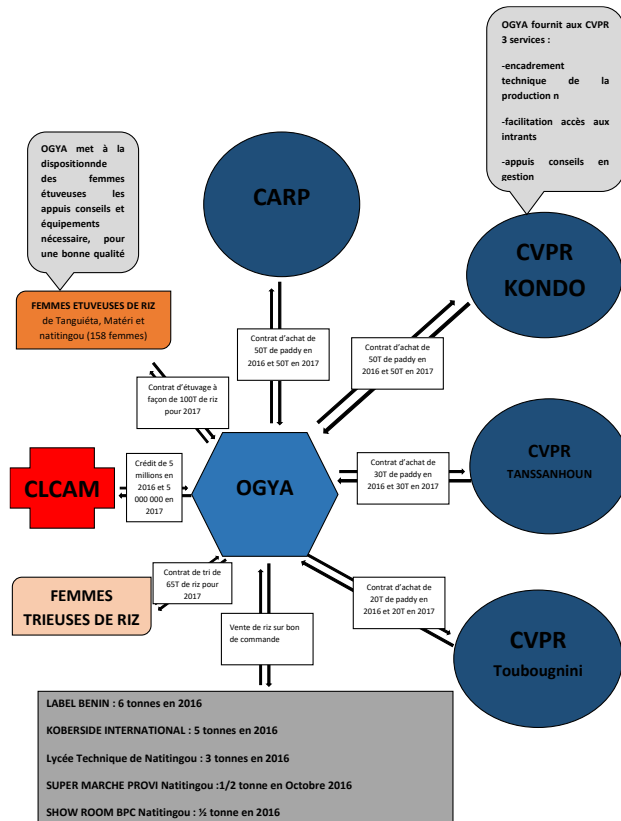 OGYA fournit aux CVPR
3 services :
-encadrement
technique de la
production n
-facilitation accès aux
intrants
-appuis conseils en
gestion
OGYA met à la
dispositionnde
des femmes
étuveuses les
appuis conseils et
équipements
nécessaire, pour
une bonne qualité
CARP
CVPR
KONDO
FEMMES ETUVEUSES DE RIZ
de Tanguiéta, Matéri et
natitingou (158 femmes)
Contrat d'achat de
50T de paddy en
2016 et 50T en 2017
Contrat d'achat de
50T de paddy en
2016 et 50T en 2017
Contrat d'étuvage à
façon de 100T de riz
pour 2017
CLCAM
Crédit de 5
millions en
2016 et 5
000 000 en
2017
OGYA
Contrat d'achat de
30T de paddy en
2016 et 30T en 2017
CVPR
TANSSANHOUN
FEMMES
TRIEUSES DE RIZ
Contrat de tri de
65T de riz pour
2017
Vente de riz sur bon
de commande
Contrat d'achat de
20T de paddy en
2016 et 20T en 2017
CVPR
Toubougnini
LABEL BENIN : 6 tonnes en 2016
KOBERSIDE INTERNATIONAL : 5 tonnes en 2016
Lycée Technique de Natitingou : 3 tonnes en 2016
SUPER MARCHE PROVI Natitingou :1/2 tonne en Octobre 2016
SHOW ROOM BPC Natitingou : ½ tonne en 2016